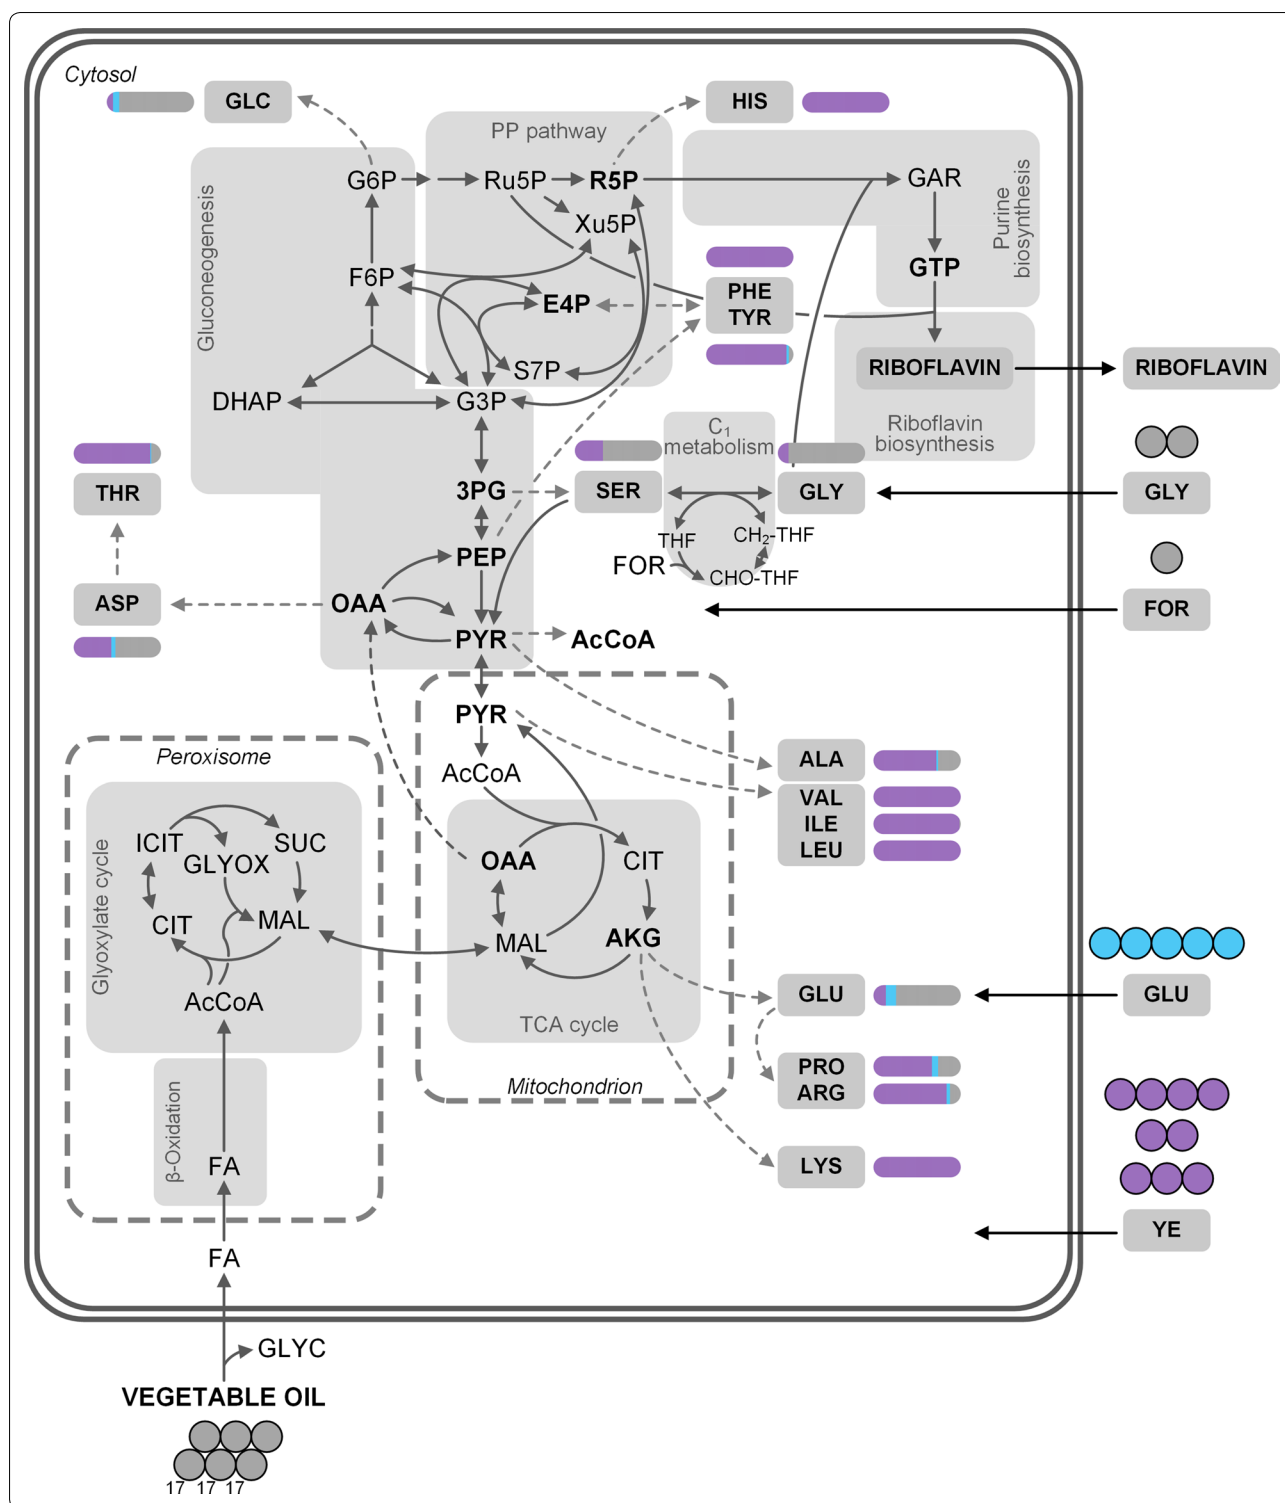 Cytosol
GLC
HIS
PP pathway
G6P
Ru5P
R5P
GAR
Xu5P
Gluconeogenesis
Purine
biosynthesis
F6P
E4P
PHE
TYR
GTP
S7P
RIBOFLAVIN
RIBOFLAVIN
DHAP
G3P
C1
metabolism
Riboflavin
biosynthesis
THR
3PG
SER
GLY
GLY
THF
CH2-THF
PEP
FOR
CHO-THF
ASP
OAA
FOR
PYR
AcCoA
PYR
Peroxisome
ALA
AcCoA
VAL
ILE
LEU
ICIT
SUC
GLYOX
OAA
CIT
Glyoxylate cycle
CIT
MAL
MAL
AKG
AcCoA
GLU
GLU
TCA cycle
PRO
ARG
Mitochondrion
β-Oxidation
FA
LYS
YE
FA
GLYC
VEGETABLE OIL
17 17 17